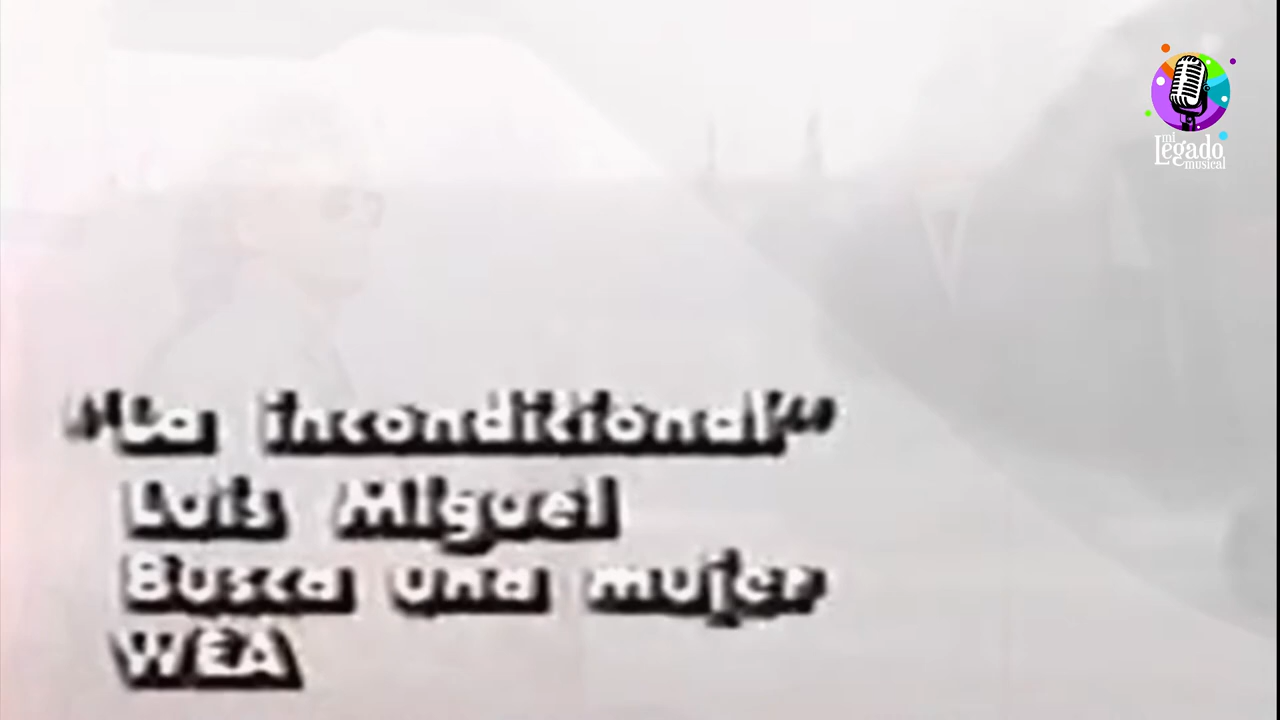 mi
Legado
musical
"La incondicional"
Luis Miguel
Busca una mujer
WEA